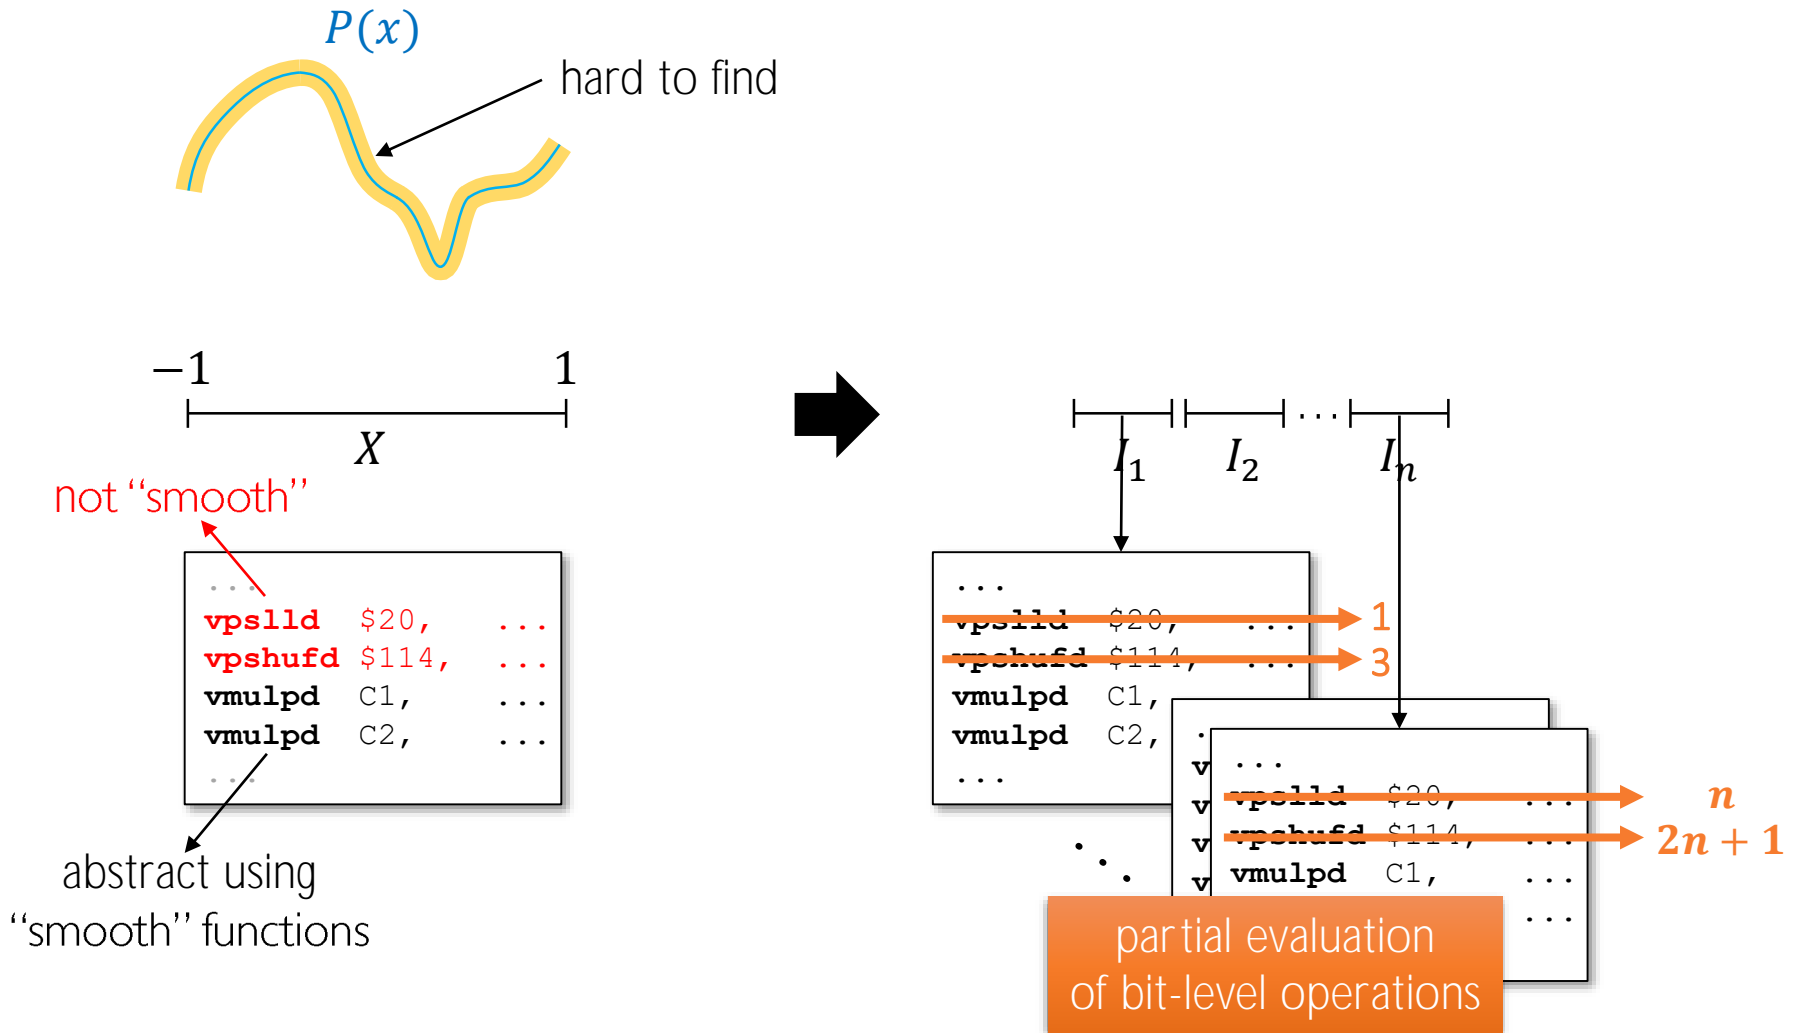 P(x)
hard to find
−1 1
X
not “smooth”
...
vpslld $20, ...
vpshufd $114, ...
vmulpd C1, ...
vmulpd C2, ...
...
abstract using
“smooth” functions
I1 I2 ... In
...
vpslld $20, ... 1
vpshufd $114, ... 3
vmulpd C1,
vmulpd C2,
...
.
v
v
v
v
...
vpslld $20, ... n
vpshufd $114, ... 2n + 1
vmulpd C1, ...
...
partial evaluation
of bit-level operations